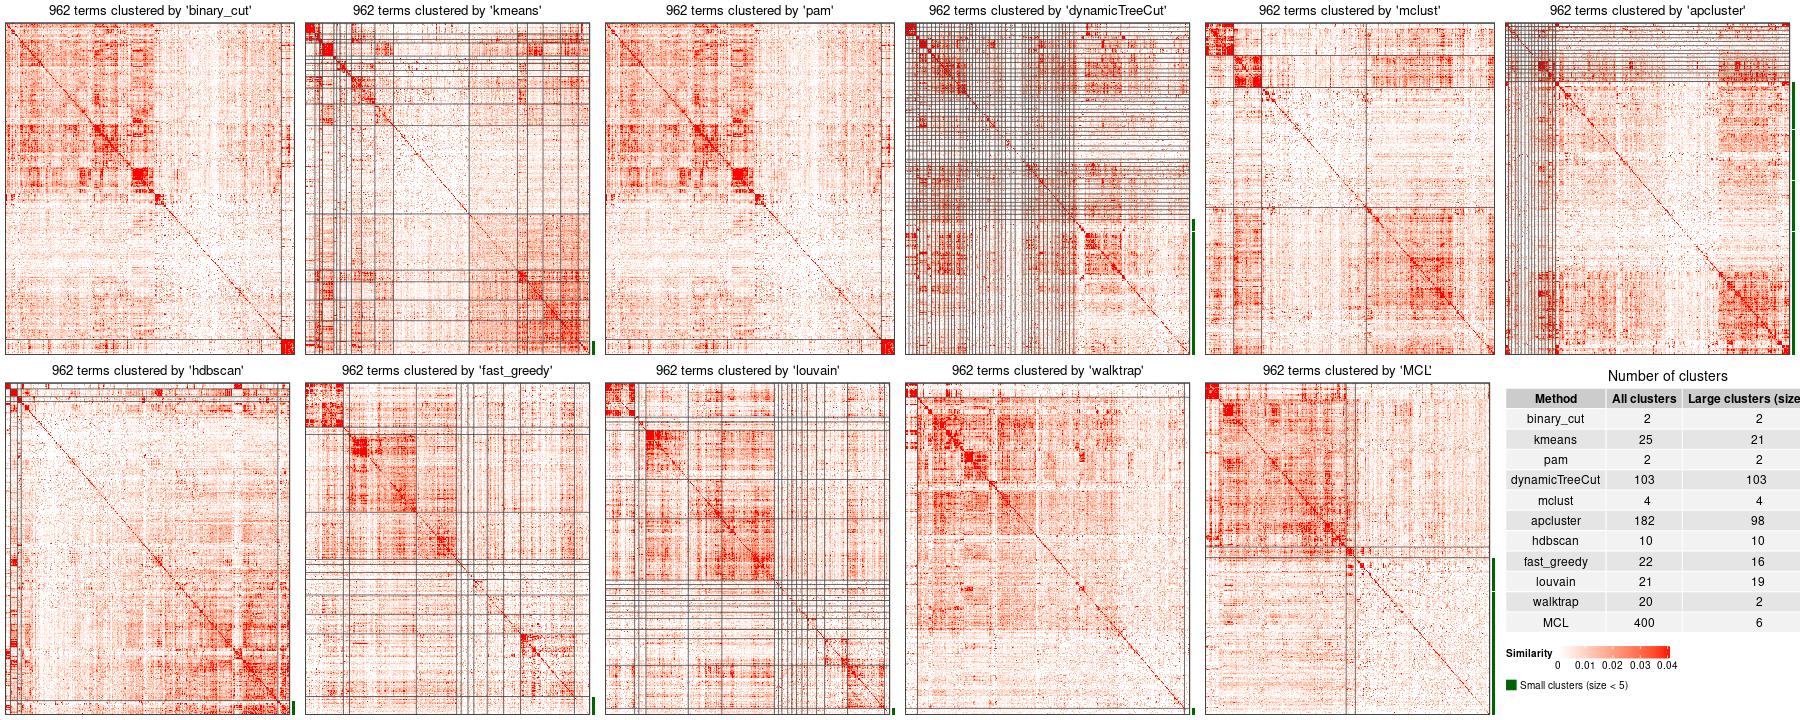 962 terms clustered by 'binary_cut'
962 terms clustered by 'kmeans'
962 terms clustered by 'pam'
962 terms clustered by 'dynamicTreeCut'
962 terms clustered by 'mclust'
962 terms clustered by 'apcluster'
962 terms clustered by 'hdbscan'
962 terms clustered by 'fast_greedy'
962 terms clustered by 'louvain'
962 terms clustered by 'walktrap'
962 terms clustered by 'MCL'
Number of clusters
Method All clusters Large clusters (size
binary_cut 2 2
kmeans 25 21
pam 2 2
dynamicTreeCut 103 103
mclust 4 4
apcluster 182 98
hdbscan 10 10
fast_greedy 22 16
louvain 21 19
walktrap 20 2
MCL 400 6
Similarity
0 0.01 0.02 0.03 0.04
Small clusters (size < 5)